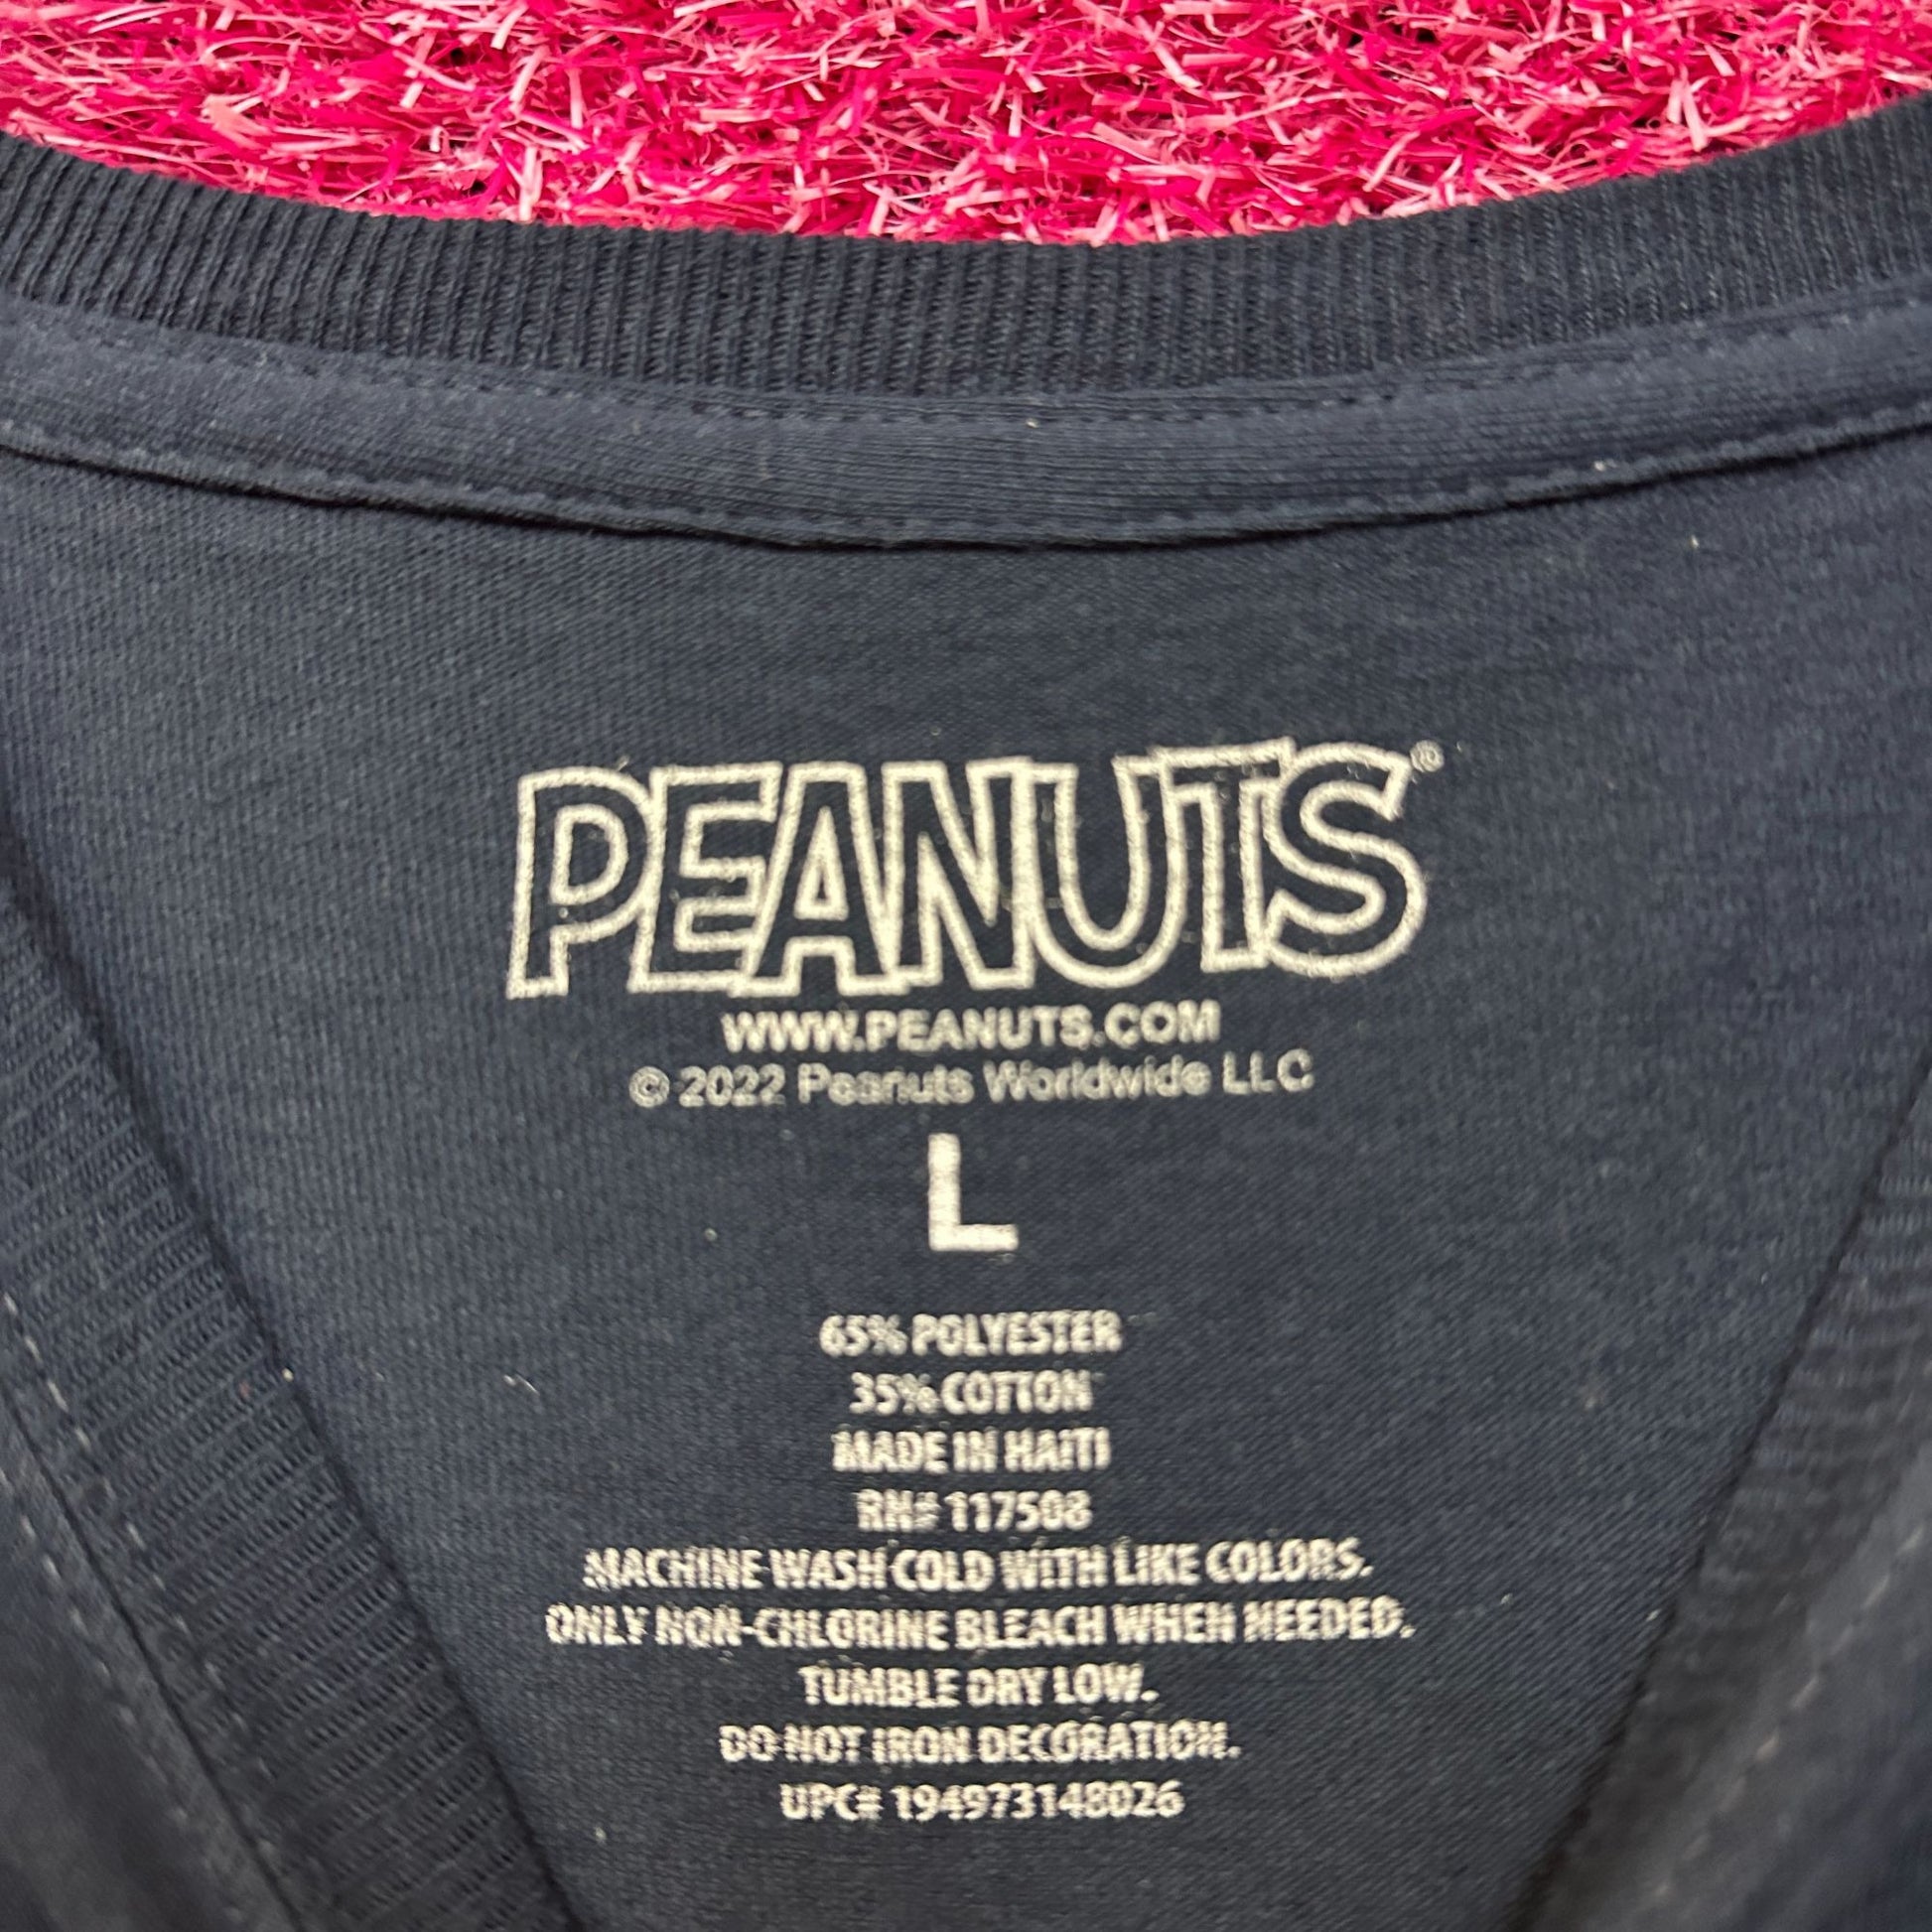 PEANUTS®
WWW.PEANUTS.COM
© 2022 Peanuts Worldwide LLC
L
65% POLYESTER
35% COTTON
MADE IN HAITI
RN# 117508
MACHINE WASH COLD WITH LIKE COLORS.
ONLY NON-CHLORINE BLEACH WHEN NEEDED.
TUMBLE DRY LOW.
DO NOT IRON DECORATION.
UPC# 194973148026